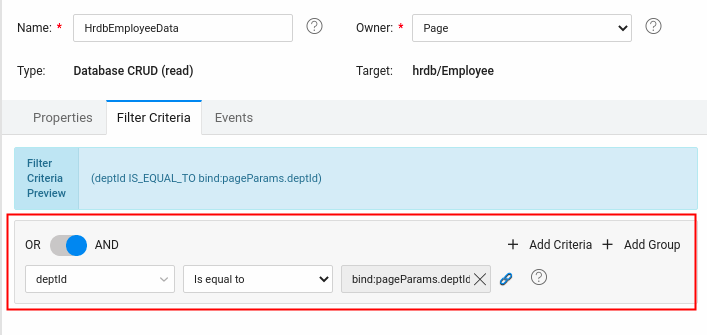 Name: * HrdbEmployeeData ? Owner: * Page ?
Type: Database CRUD (read) Target: hrdb/Employee
Properties Filter Criteria Events
Filter
Criteria (deptId IS_EQUAL_TO bind:pageParams.deptId)
Preview
OR AND + Add Criteria + Add Group
deptId Is equal to bind:pageParams.deptId ?